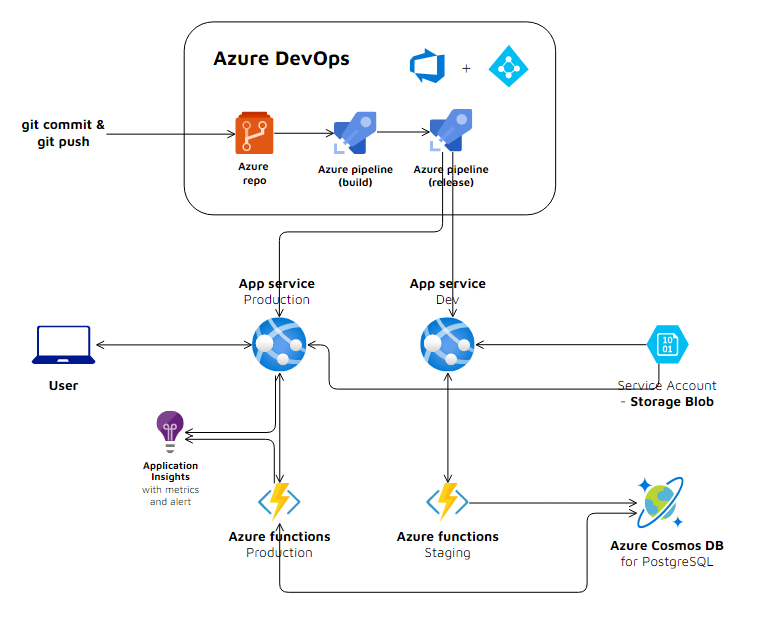 Azure DevOps
+
git commit &
git push
Azure
repo
Azure pipeline
(build)
Azure pipeline
(release)
App service
Production
App service
Dev
10
01
User
Service Account
- Storage Blob
Application
Insights
with metrics
and alert
Azure functions
Production
Azure functions
Staging
Azure Cosmos DB
for PostgreSQL